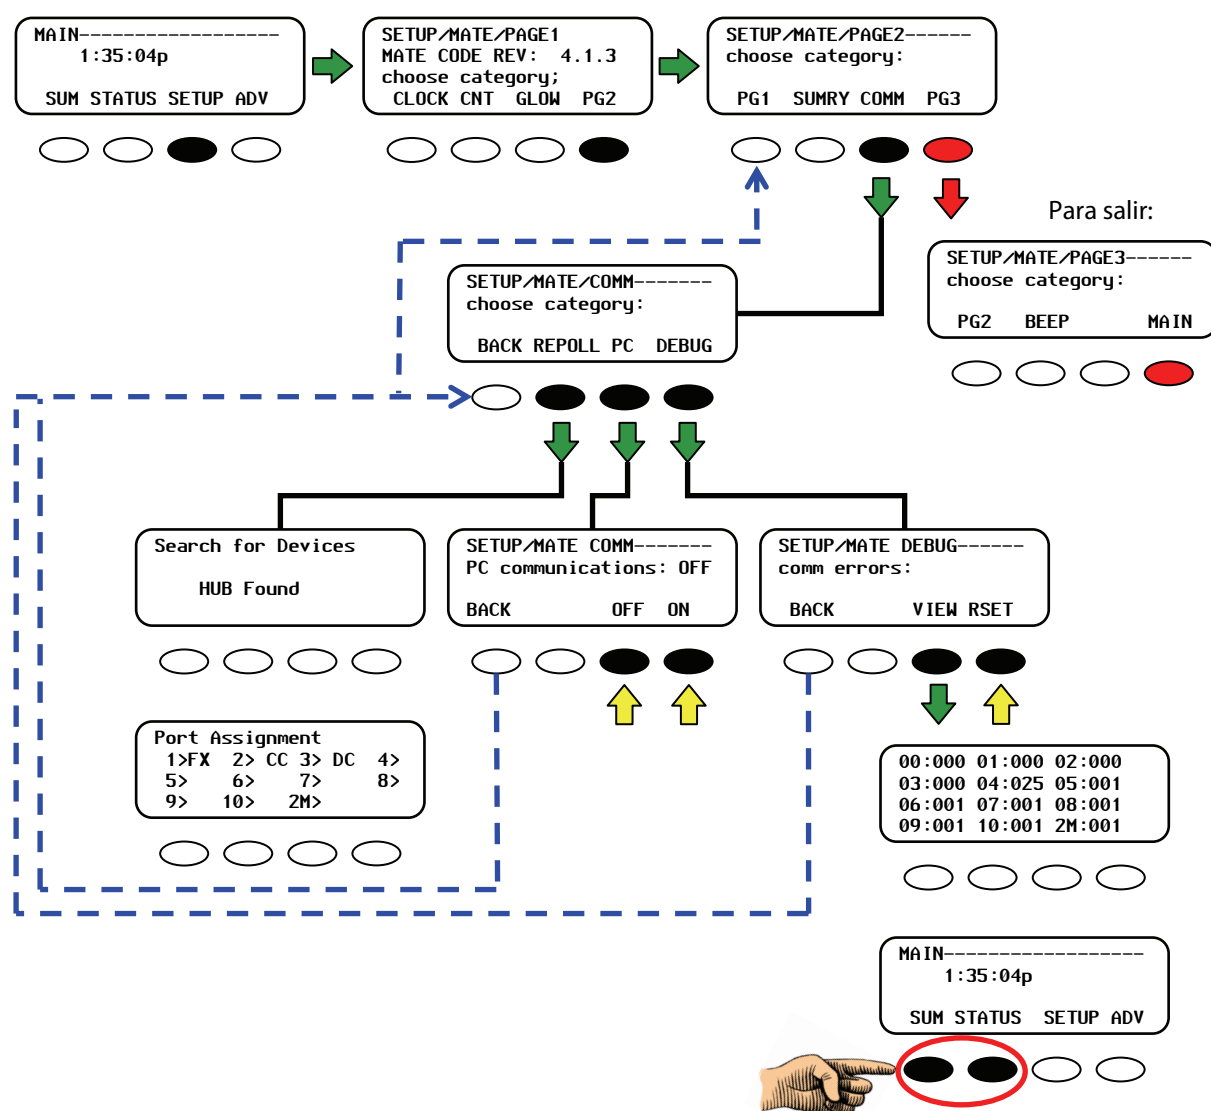 MAIN------------------
1:35:04p
SUM STATUS SETUP ADV
SETUP/MATE/PAGE1
MATE CODE REV: 4.1.3
choose category;
CLOCK CNT GLOW PG2
SETUP/MATE/PAGE2------
choose category:
PG1 SUMRY COMM PG3
Para salir:
SETUP/MATE/PAGE3------
choose category:
PG2 BEEP MAIN
SETUP/MATE/COMM-------
choose category:
BACK REPOLL PC DEBUG
Search for Devices
HUB Found
SETUP/MATE COMM-------
PC communications: OFF
BACK OFF ON
SETUP/MATE DEBUG------
comm errors:
BACK VIEW RSET
Port Assignment
1>FX 2> CC 3> DC 4>
5> 6> 7> 8>
9> 10> 2M>
00:000 01:000 02:000
03:000 04:025 05:001
06:001 07:001 08:001
09:001 10:001 2M:001
MAIN------------------
1:35:04p
SUM STATUS SETUP ADV